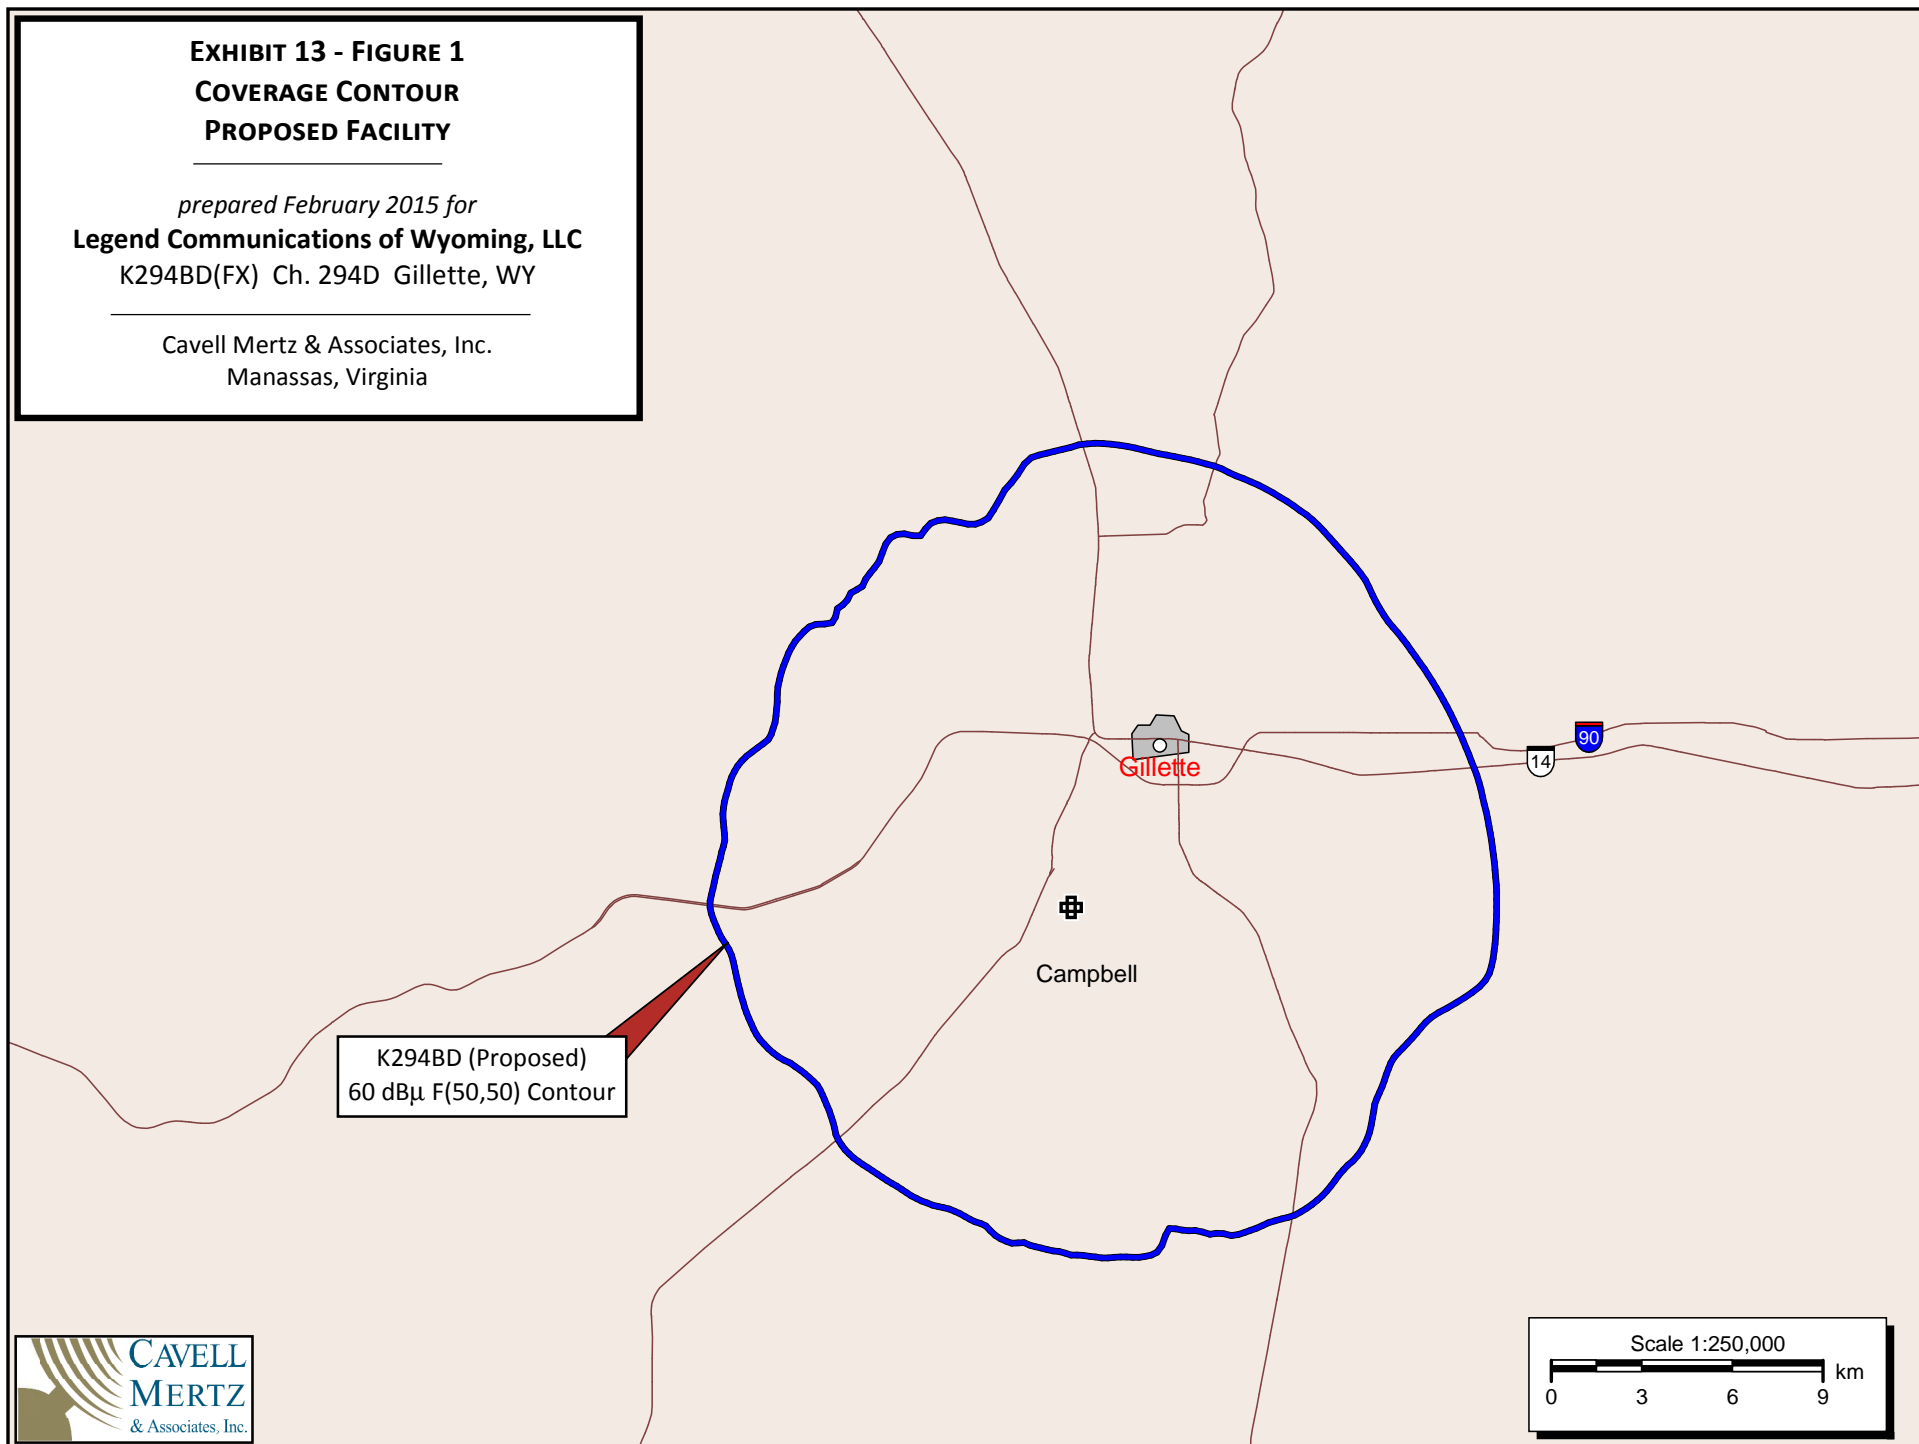 EXHIBIT 13 - FIGURE 1
COVERAGE CONTOUR
PROPOSED FACILITY
prepared February 2015 for
Legend Communications of Wyoming, LLC
K294BD(FX) Ch. 294D Gillette, WY
Cavell Mertz & Associates, Inc.
Manassas, Virginia
90
14
Gillette
Campbell
K294BD (Proposed)
60 dBµ F(50,50) Contour
CAVELL
MERTZ
& Associates, Inc.
Scale 1:250,000
km
0 3 6 9